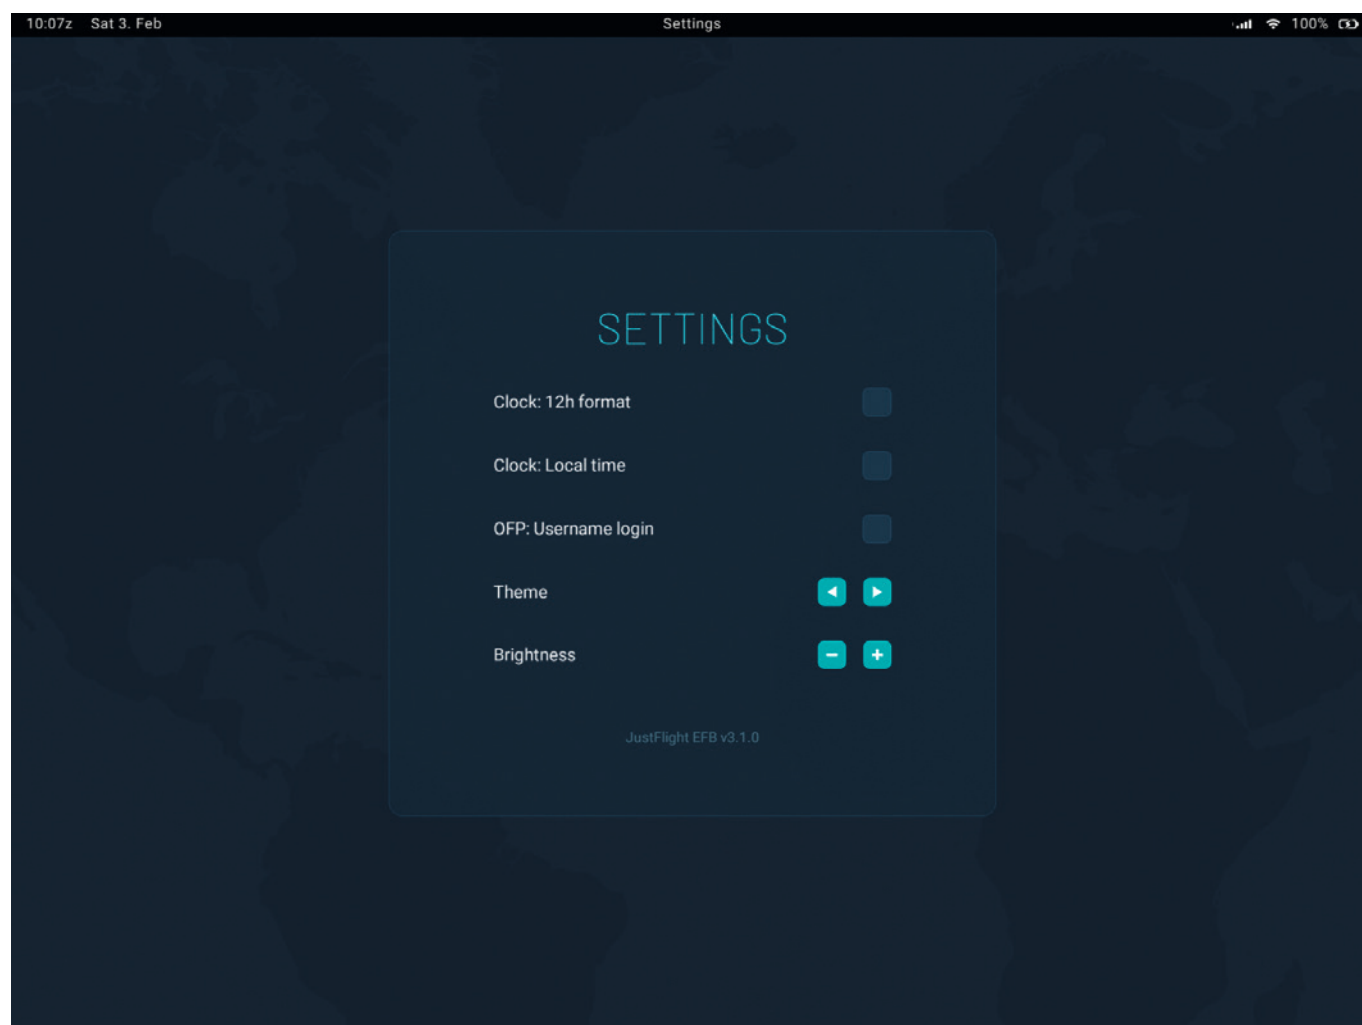 10:07z Sat 3. Feb Settings 100%
SETTINGS
Clock: 12h format
Clock: Local time
OFP: Username login
Theme
Brightness
JustFlight EFB v3.1.0